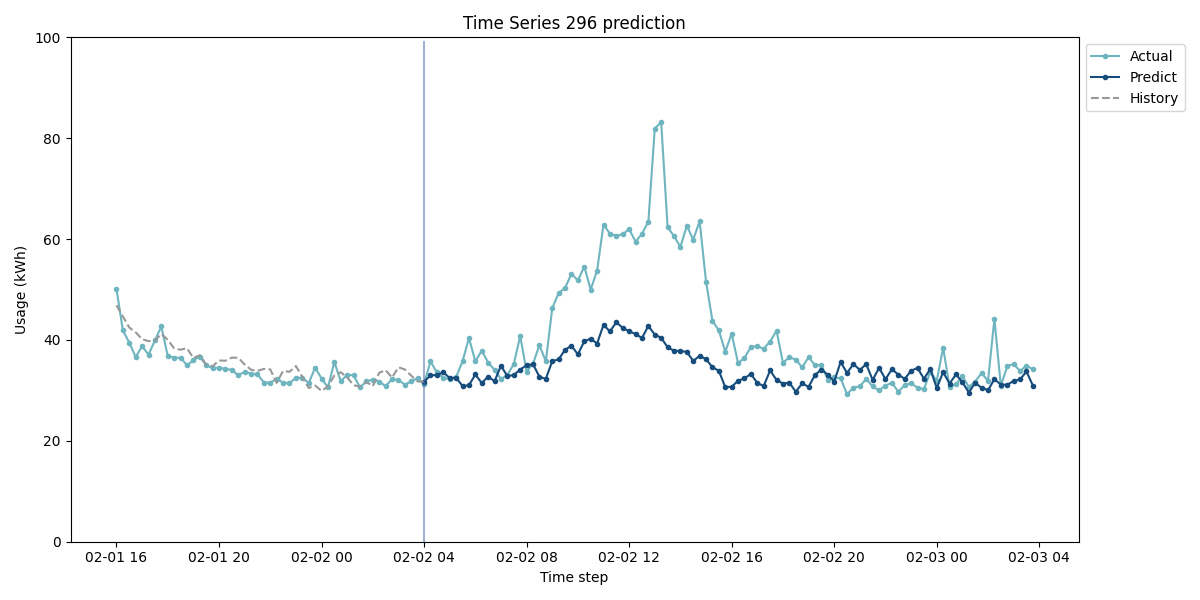 Time Series 296 prediction
100
80
60
40
20
0
Usage (kWh)
02-01 16
02-01 20
02-02 00
02-02 04
02-02 08
02-02 12
02-02 16
02-02 20
02-03 00
02-03 04
Time step
Actual
Predict
History